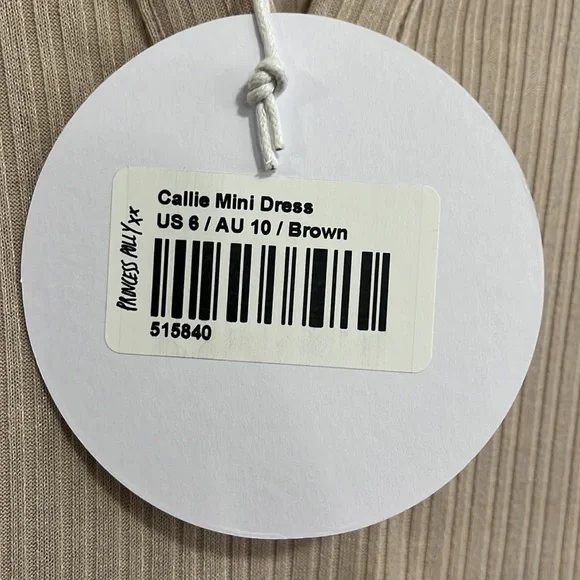 Callie Mini Dress
US 6 / AU 10 / Brown
PRINCESS POLLY xx
515840